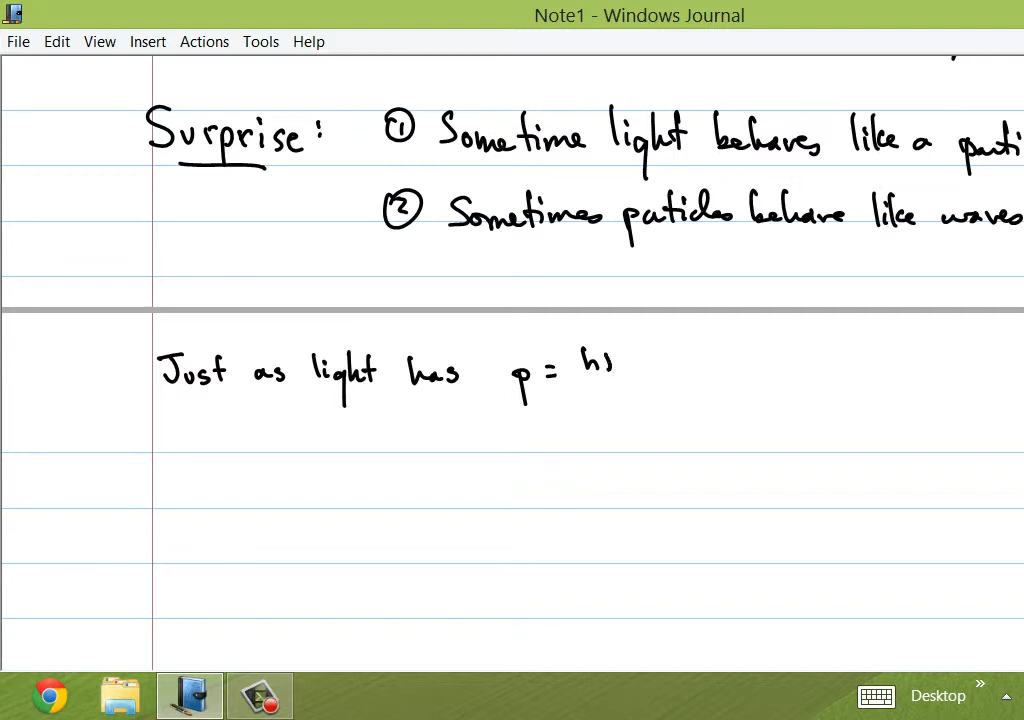 Note1 - Windows Journal
File Edit View Insert Actions Tools Help
Surprise: ① Sometime light behaves like a parti
② Sometimes particles behave like waves
Just as light has p = h
Desktop